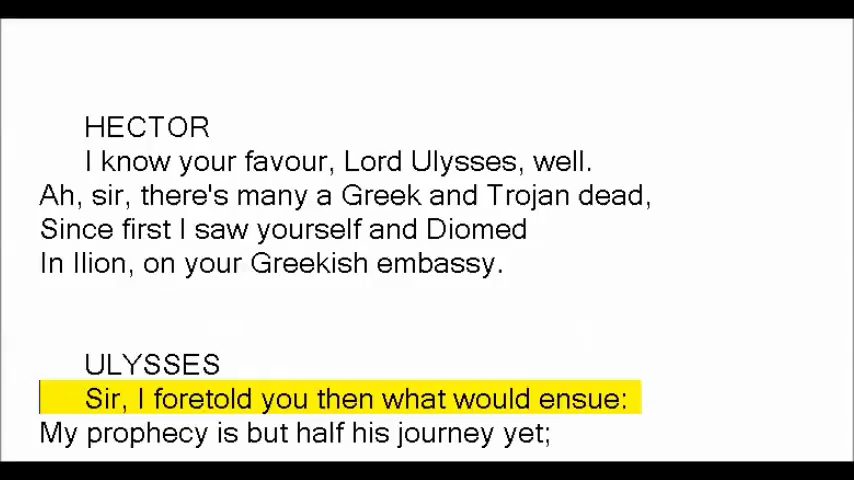 HECTOR
I know your favour, Lord Ulysses, well.
Ah, sir, there's many a Greek and Trojan dead,
Since first I saw yourself and Diomed
In Ilion, on your Greekish embassy.
ULYSSES
Sir, I foretold you then what would ensue:
My prophecy is but half his journey yet;